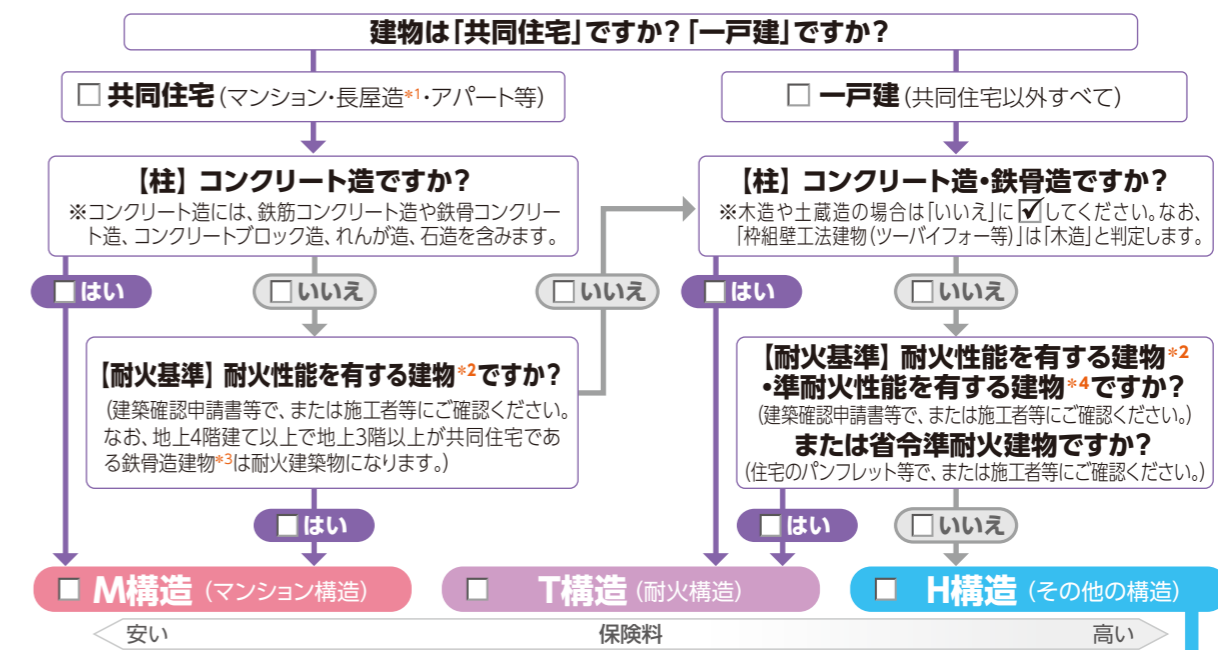 建物は「共同住宅」ですか?「一戸建」ですか?
□ 共同住宅(マンション・長屋造*1・アパート等)
□ 一戸建(共同住宅以外すべて)
【柱】コンクリート造ですか?
※コンクリート造には、鉄筋コンクリート造や鉄骨コンクリー
ト造、コンクリートブロック造、れんが造、石造を含みます。
【柱】コンクリート造・鉄骨造ですか?
※木造や土蔵造の場合は「いいえ」に☑してください。なお、
「枠組壁工法建物(ツーバイフォー等)」は「木造」と判定します。
□はい
□いいえ
□いいえ
□はい
□いいえ
【耐火基準】耐火性能を有する建物*2ですか?
(建築確認申請書等で、または施工者等にご確認ください。
なお、地上4階建て以上で地上3階以上が共同住宅であ
る鉄骨造建物*3は耐火建築物になります。)
【耐火基準】耐火性能を有する建物*2
・準耐火性能を有する建物*4ですか?
(建築確認申請書等で、または施工者等にご確認ください。)
または省令準耐火建物ですか?
(住宅のパンフレット等で、または施工者等にご確認ください。)
□はい
□はい
□いいえ
□ M構造(マンション構造)
□ T構造(耐火構造)
□ H構造(その他の構造)
安い
保険料
高い